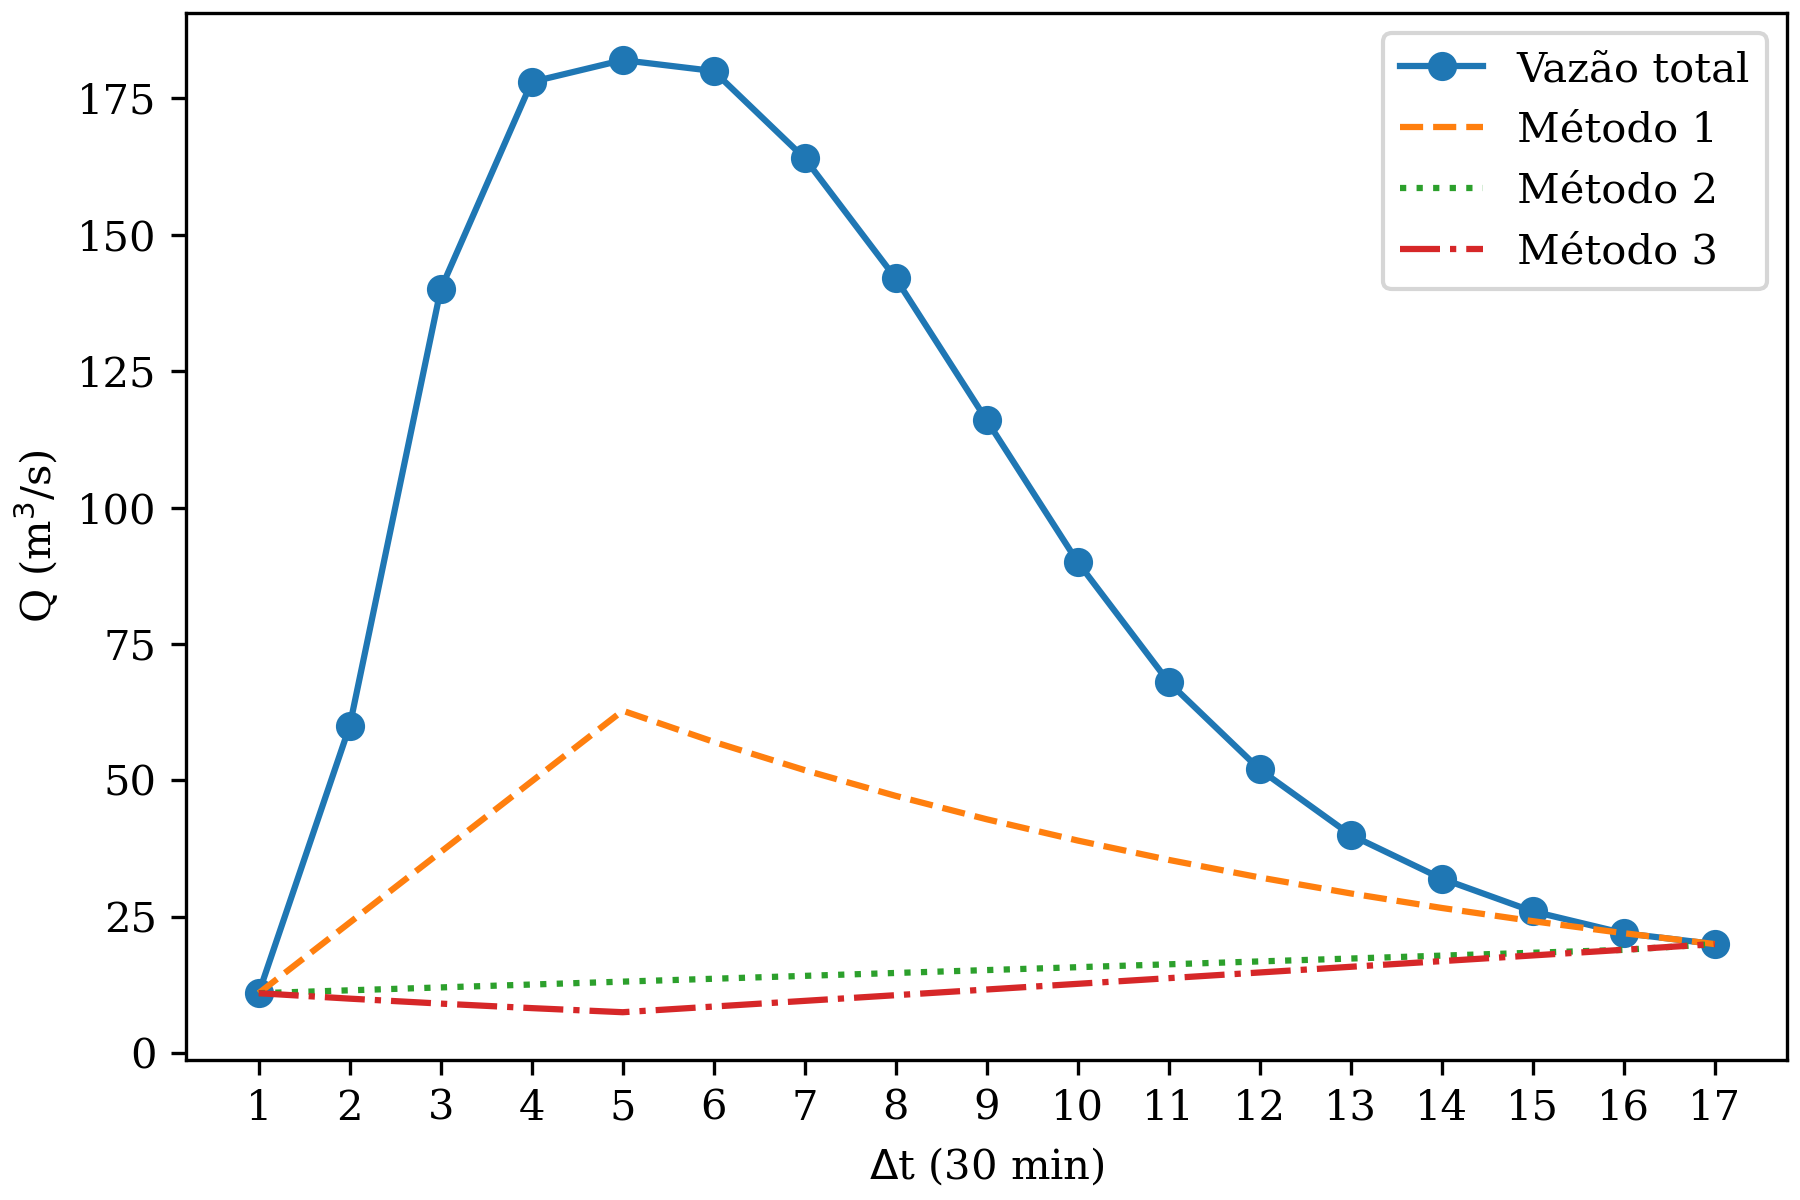 Vazão total
Método 1
Método 2
Método 3
175
150
125
100
75
50
25
0
Q (m³/s)
1 2 3 4 5 6 7 8 9 10 11 12 13 14 15 16 17
Δt (30 min)